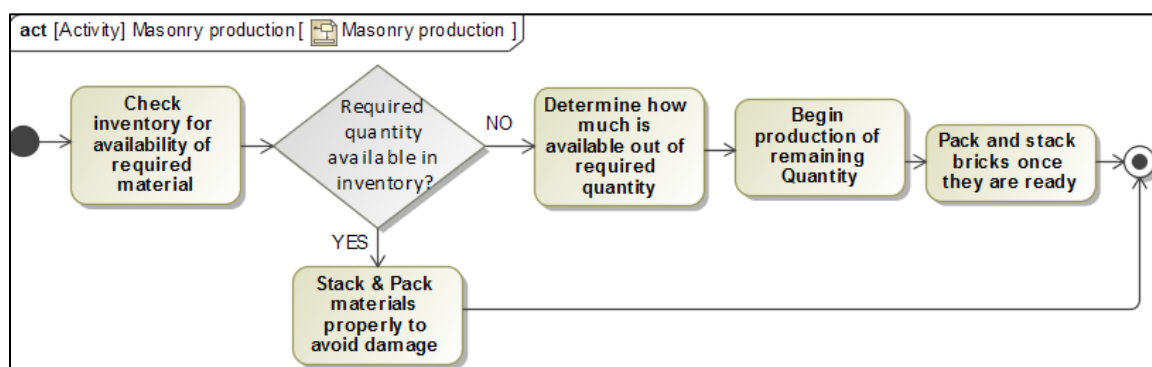 act [Activity] Masonry production [ Masonry production ]
Check
inventory for
availability of
required
material
Required
quantity
available in
inventory?
NO
Determine how
much is
available out of
required
quantity
Begin
production of
remaining
Quantity
Pack and stack
bricks once
they are ready
YES
Stack & Pack
materials
properly to
avoid damage